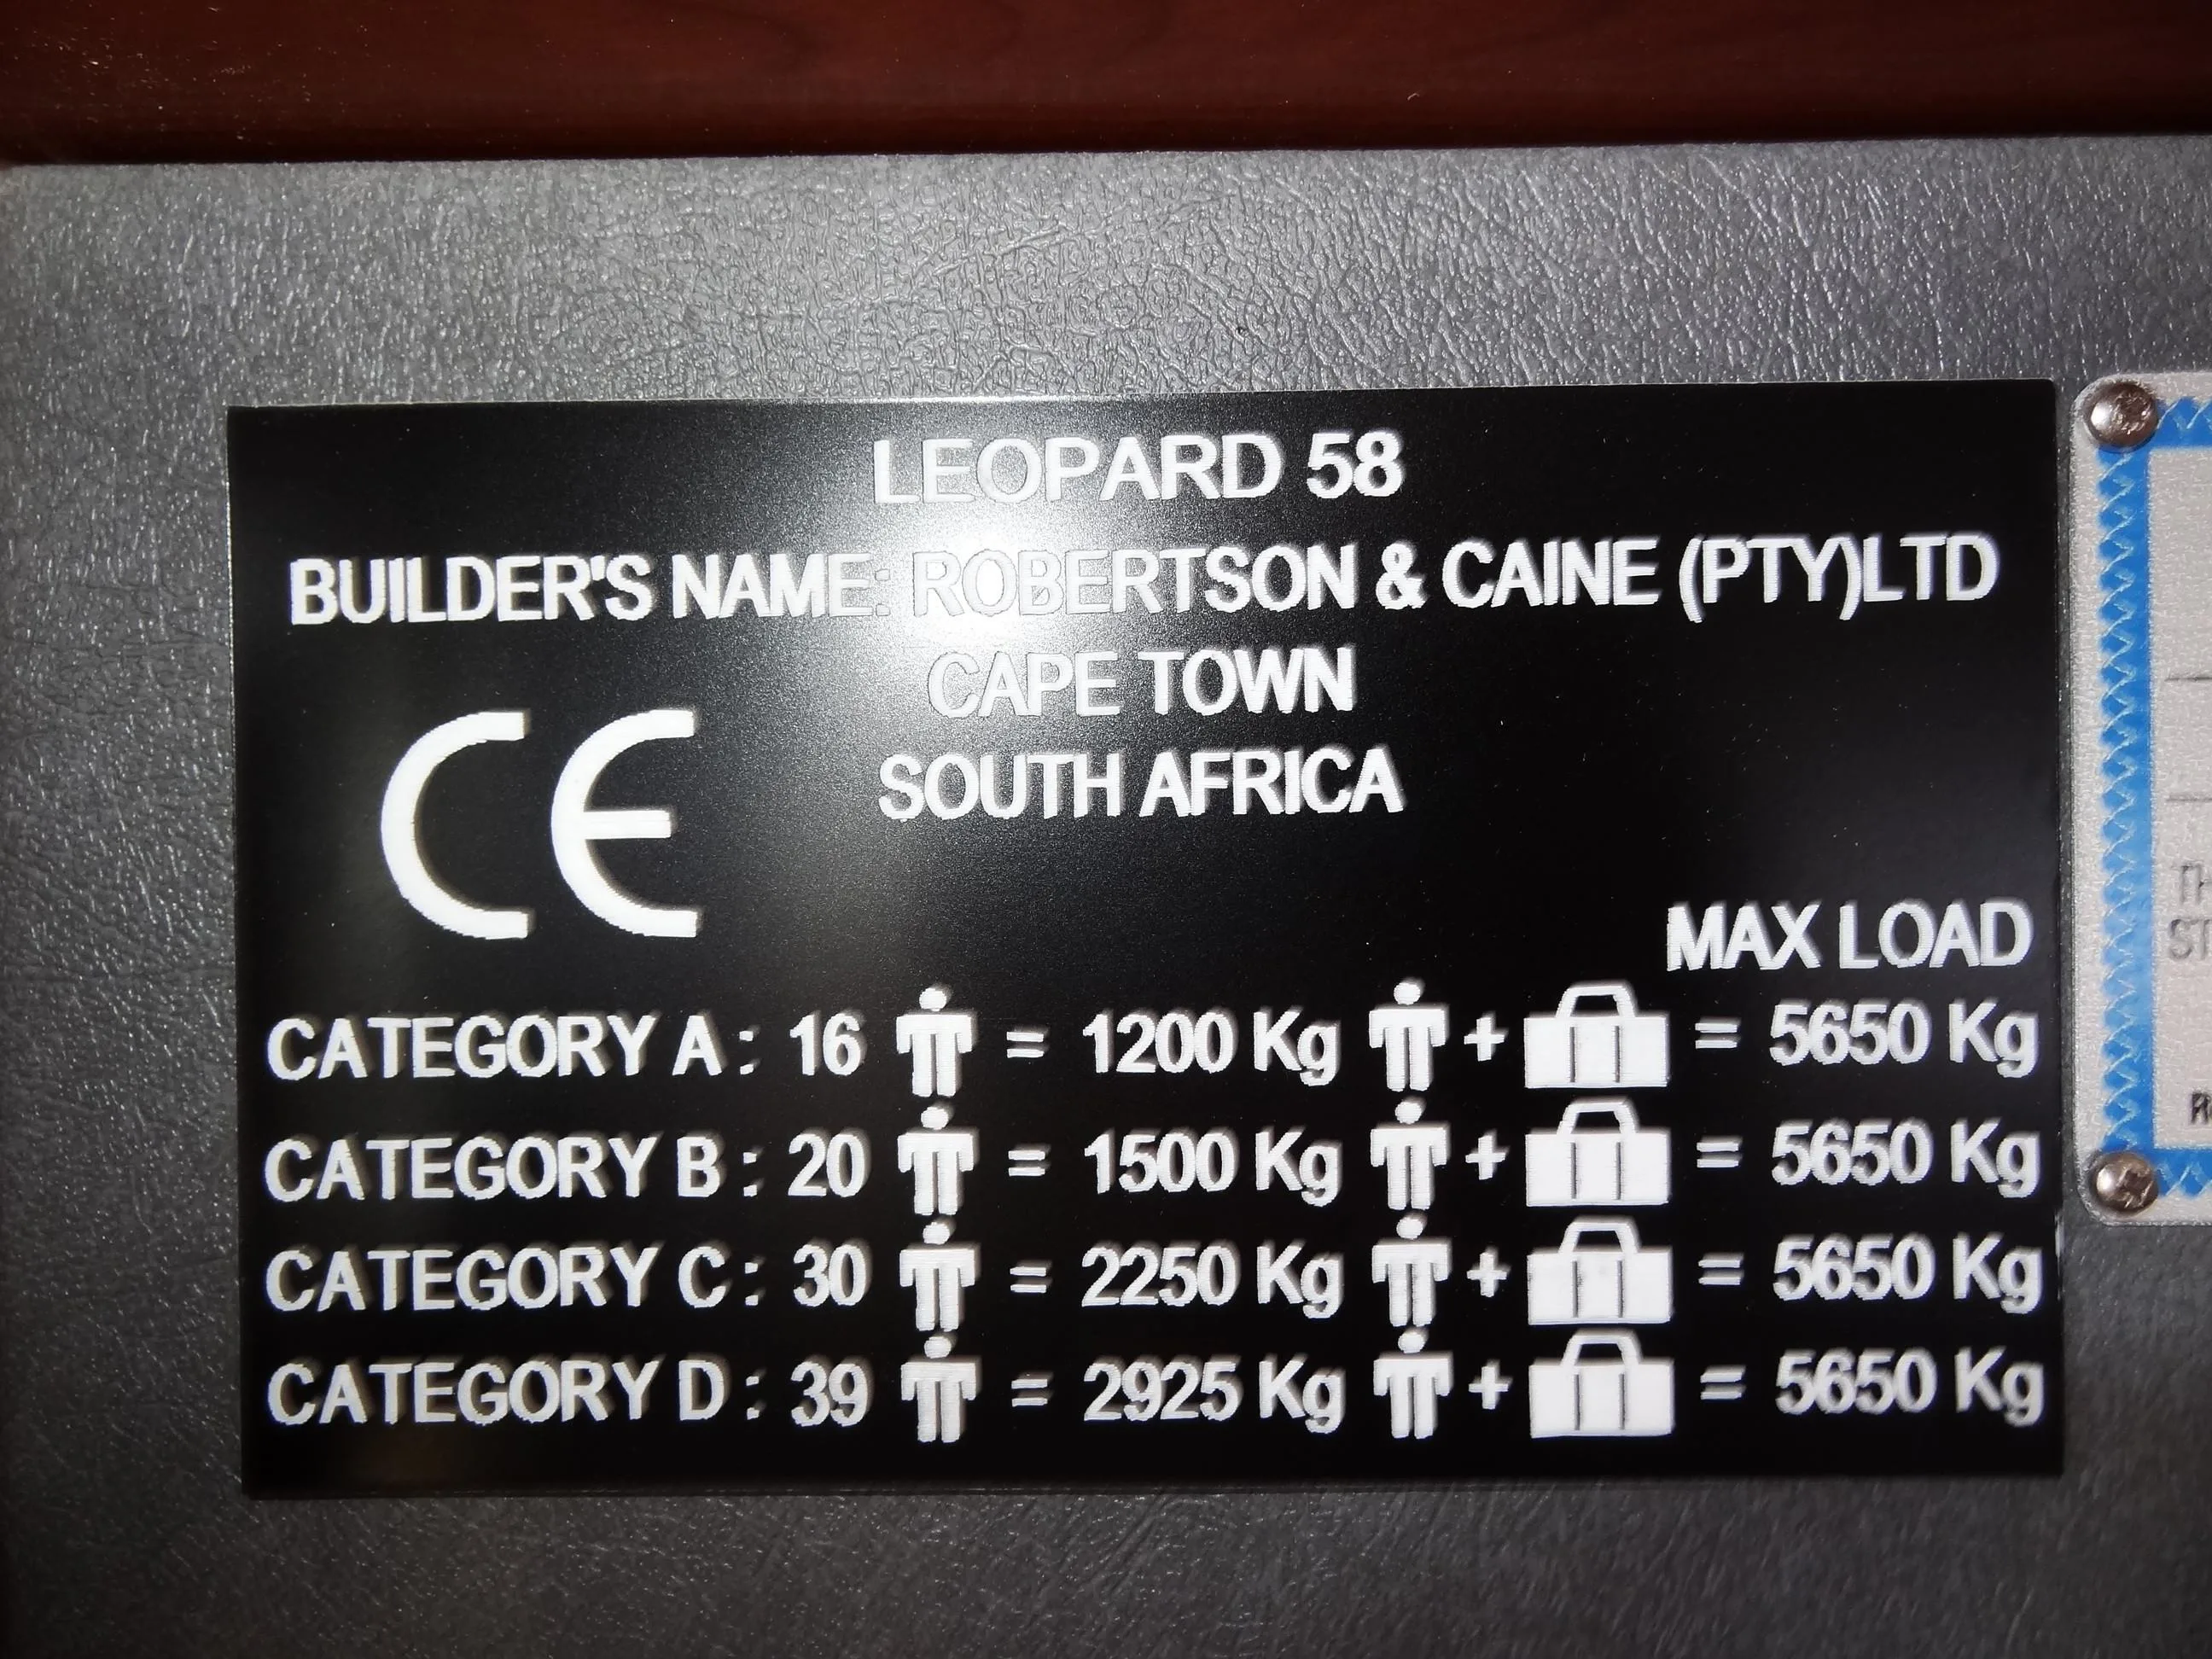 LEOPARD 58
BUILDER'S NAME: ROBERTSON & CAINE (PTY)LTD
CAPE TOWN
SOUTH AFRICA
CE
MAX LOAD
CATEGORY A : 16 = 1200 Kg + = 5650 Kg
CATEGORY B : 20 = 1500 Kg + = 5650 Kg
CATEGORY C : 30 = 2250 Kg + = 5650 Kg
CATEGORY D : 39 = 2925 Kg + = 5650 Kg